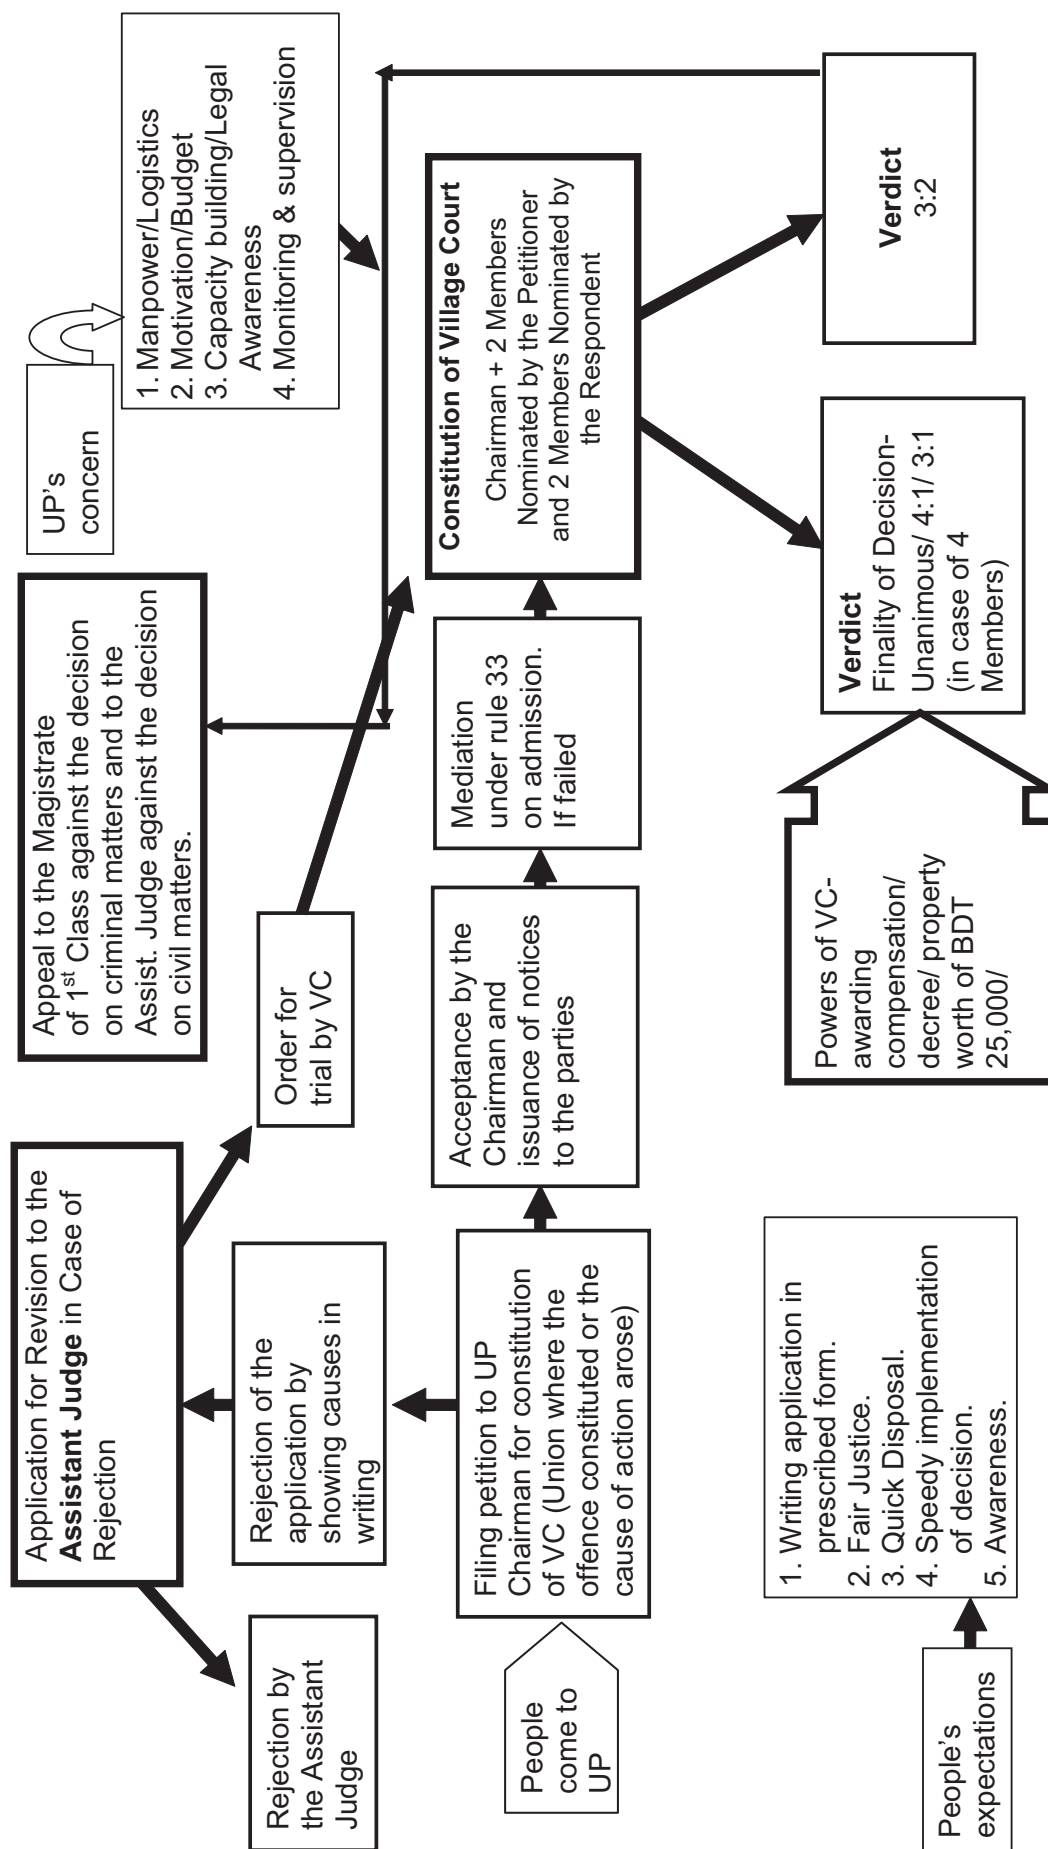 Rejection by
the Assistant
Judge
Application for Revision to the
Assistant Judge in Case of
Rejection
Appeal to the Magistrate
of 1st Class against the decision
on criminal matters and to the
Assist. Judge against the decision
on civil matters.
UP's
concern
1. Manpower/Logistics
2. Motivation/Budget
3. Capacity building/Legal
Awareness
4. Monitoring & supervision
Rejection of the
application by
showing causes in
writing
Order for
trial by VC
People
come to
UP
Filing petition to UP
Chairman for constitution
of VC (Union where the
offence constituted or the
cause of action arose)
Acceptance by the
Chairman and
issuance of notices
to the parties
Mediation
under rule 33
on admission.
If failed
Constitution of Village Court
Chairman + 2 Members
Nominated by the Petitioner
and 2 Members Nominated by
the Respondent
People's
expectations
1. Writing application in
prescribed form.
2. Fair Justice.
3. Quick Disposal.
4. Speedy implementation
of decision.
5. Awareness.
Powers of VC-
awarding
compensation/
decree/ property
worth of BDT
25,000/
Verdict
Finality of Decision-
Unanimous/ 4:1/ 3:1
(in case of 4
Members)
Verdict
3:2